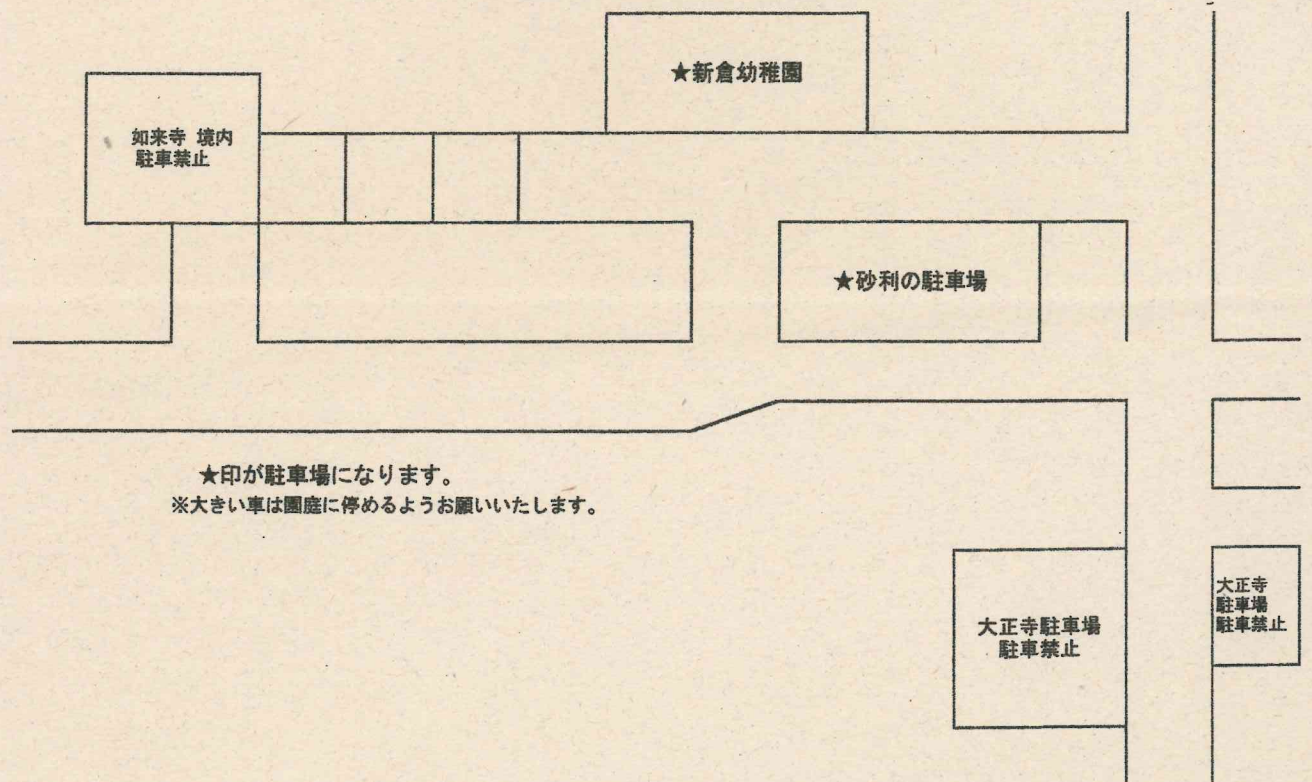 ★新倉幼稚園
如来寺 境内
駐車禁止
★砂利の駐車場
★印が駐車場になります。
※大きい車は園庭に停めるようお願いいたします。
大正寺駐車場
駐車禁止
大正寺
駐車場
駐車禁止